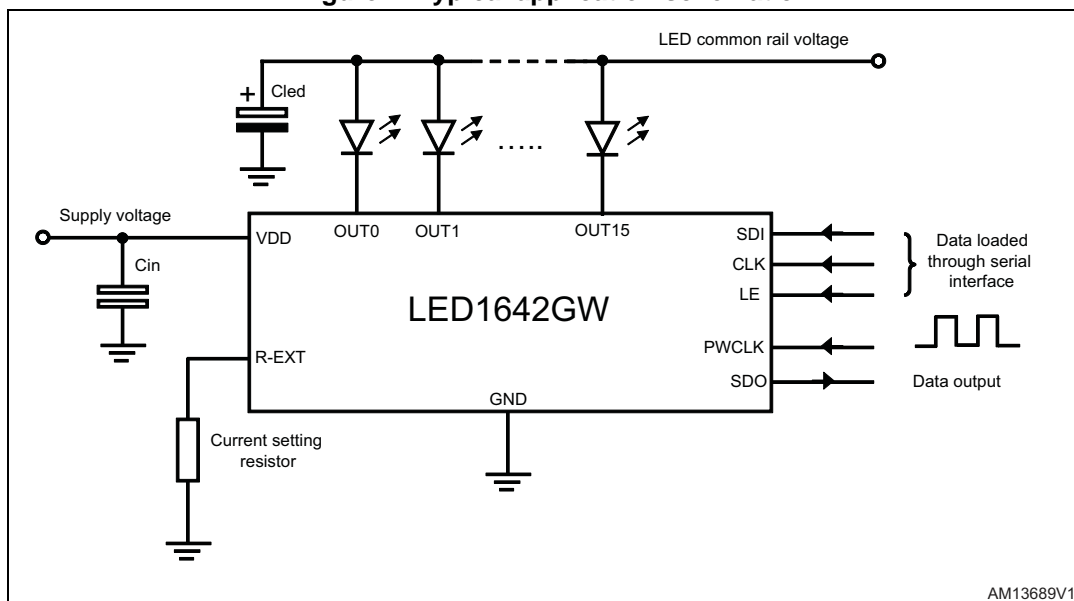 LED common rail voltage
+ Cled
.....
Supply voltage
VDD
OUT0 OUT1 OUT15
SDI
CLK
LE
Data loaded
through serial
interface
Cin
LED1642GW
R-EXT
PWCLK
SDO
Data output
GND
Current setting
resistor
AM13689V1